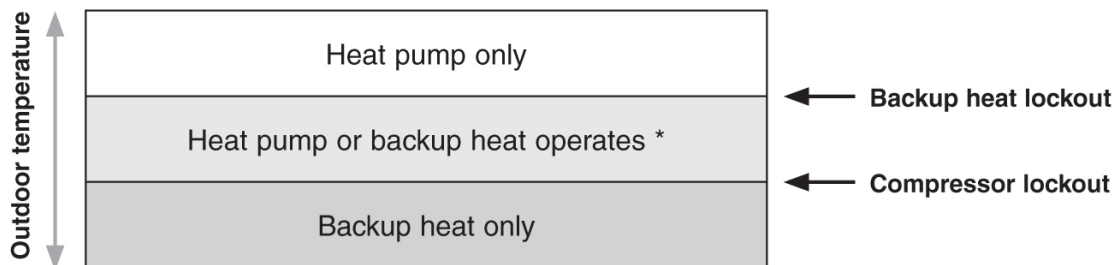 Outdoor temperature
Heat pump only
Backup heat lockout
Heat pump or backup heat operates *
Compressor lockout
Backup heat only